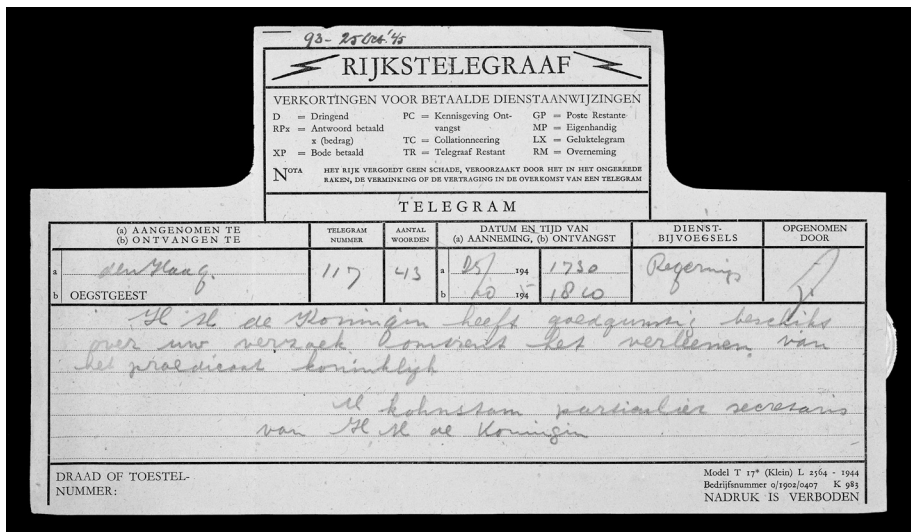 93- 25 Oct. '45
RIJKSTELEGRAAF
VERKORTINGEN VOOR BETAALDE DIENSTAANWIJZINGEN
D = Dringend
RPx = Antwoord betaald
x (bedrag)
XP = Bode betaald
PC = Kennisgeving Ont-
vangst
TC = Collationneering
TR = Telegraaf Restant
GP = Poste Restante
MP = Eigenhandig
LX = Geluktelegram
RM = Overneming
NOTA HET RIJK VERGOEDT GEEN SCHADE, VEROORZAAKT DOOR HET IN HET ONGEREEDE
RAKEN, DE VERMINKING OF DE VERTRAGING IN DE OVERKOMST VAN EEN TELEGRAM
TELEGRAM
(a) AANGENOMEN TE
(b) ONTVANGEN TE
TELEGRAM
NUMMER
AANTAL
WOORDEN
DATUM EN TIJD VAN
(a) AANNEMING, (b) ONTVANGST
DIENST-
BIJVOEGSELS
OPGENOMEN
DOOR
a den Haag. 117 43 a 25/ 194 1730 Regerings
b OEGSTGEEST b 194 1810
H M de Koningin heeft goedgunstig beschikt
over uw verzoek omtrent het verleenen van
het praedicaat koninklijk
M kohnstam particulier secretaris
van H M de Koningin
DRAAD OF TOESTEL-
NUMMER:
Model T 17* (Klein) L 2564 - 1944
Bedrijfsnummer 0/1902/0407 K 983
NADRUK IS VERBODEN